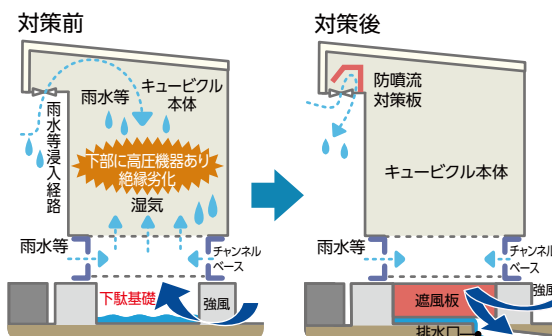 対策前
雨水等
キュービクル
本体
雨水等浸入経路
下部に高圧機器あり
絶縁劣化
湿気
雨水等
チャンネル
ベース
下駄基礎
強風
対策後
防噴流
対策板
キュービクル本体
雨水等
チャンネル
ベース
遮風板
強風
排水口